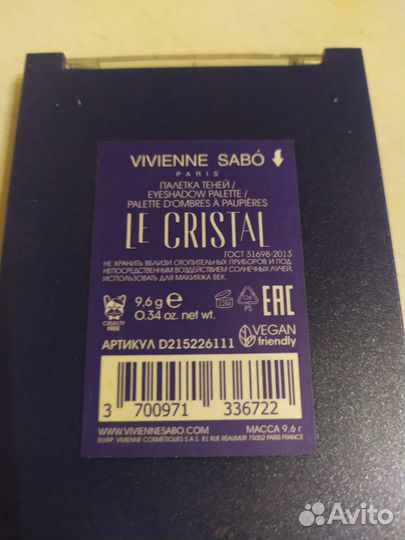 VIVIENNE SABÓ
PARIS
ПАЛЕТКА ТЕНЕЙ /
EYESHADOW PALETTE /
PALETTE D'OMBRES À PAUPIÈRES
LE CRISTAL
ГОСТ 31698-2013
НЕ ХРАНИТЬ ВБЛИЗИ ОТОПИТЕЛЬНЫХ ПРИБОРОВ И ПОД
НЕПОСРЕДСТВЕННЫМ ВОЗДЕЙСТВИЕМ СОЛНЕЧНЫХ ЛУЧЕЙ.
ИСПОЛЬЗОВАТЬ ДЛЯ МАКИЯЖА ВЕК.
9,6 g e
0.34 oz. net wt.
12M
06
PS
EAC
CRUELTY
FREE
VEGAN
friendly
АРТИКУЛ D215226111
3 700971 336722
WWW.VIVIENNESABO.COM
МАССА 9,6 г
VIVIENNE COSMETIQUES S.A.S. 81 RUE RÉAUMUR 75002 PARIS FRANCE
Avito